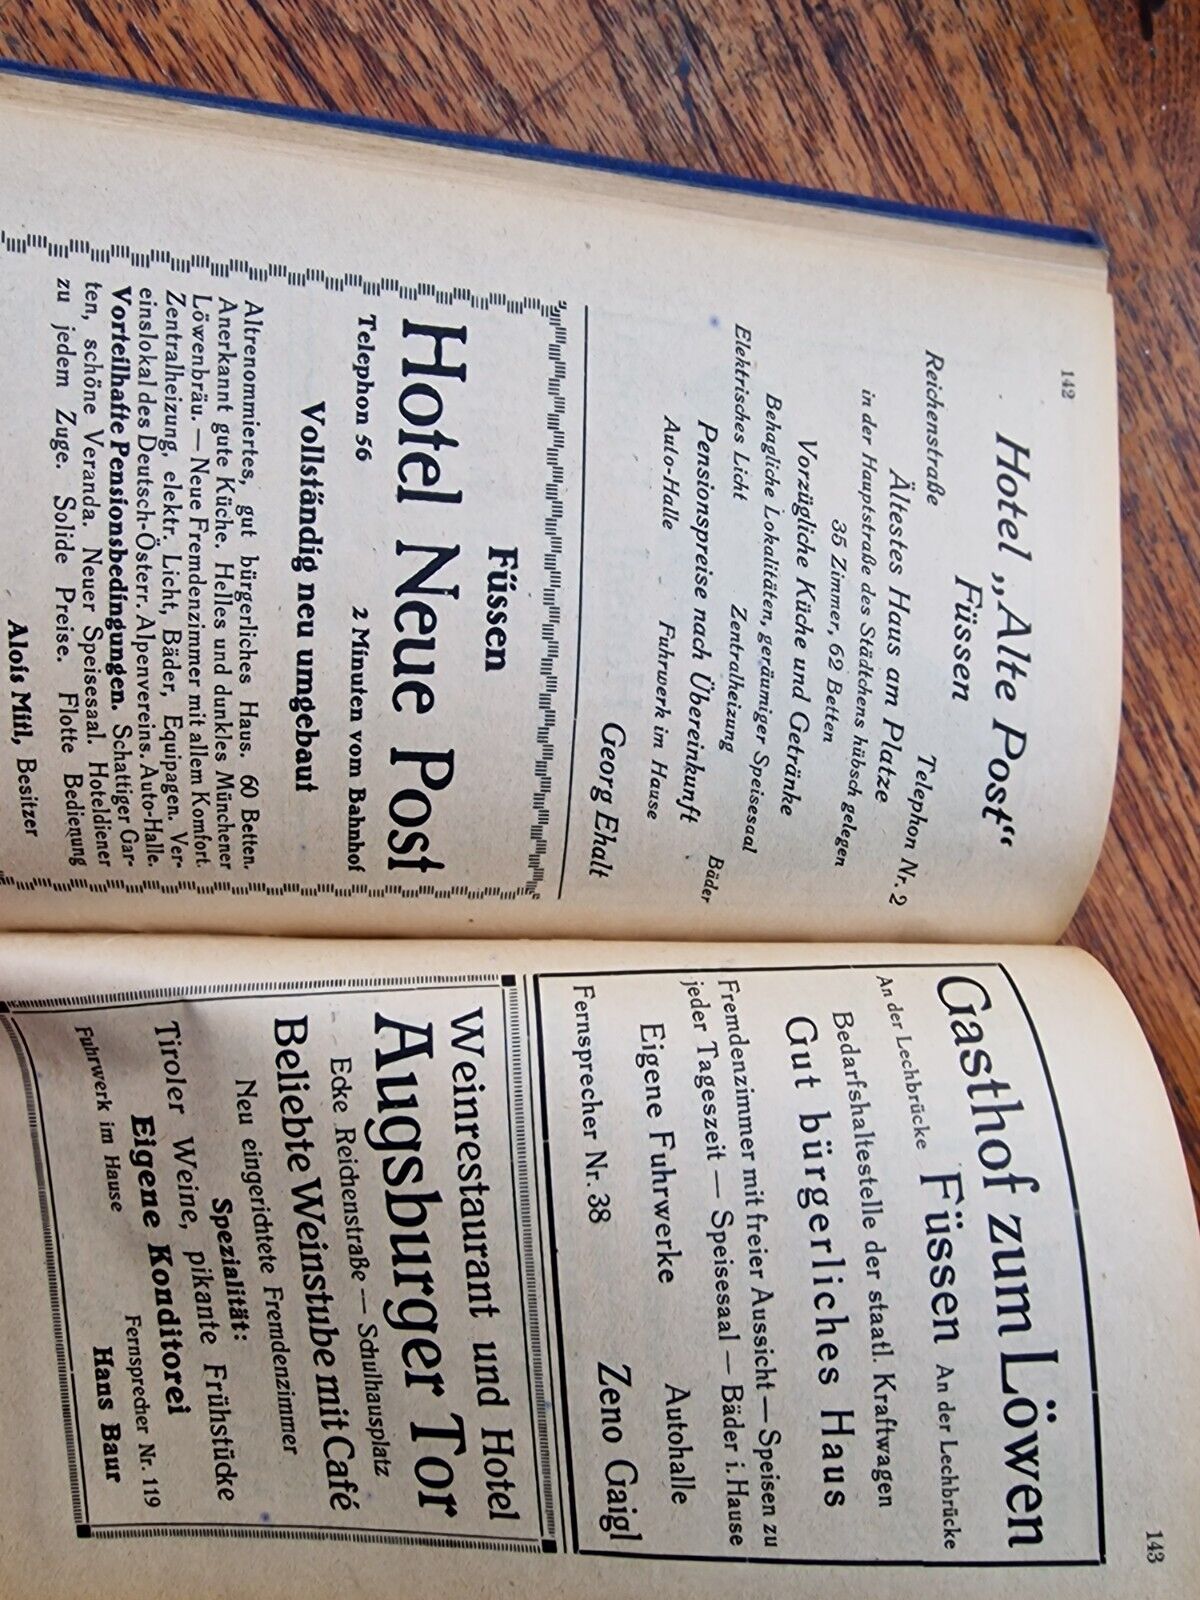 142
Hotel „Alte Post“
Füssen
Reichenstraße Telephon Nr. 2
Ältestes Haus am Platze
in der Hauptstraße des Städtchens hübsch gelegen
35 Zimmer, 62 Betten
Vorzügliche Küche und Getränke
Behagliche Lokalitäten, geräumiger Speisesaal
Elektrisches Licht Zentralheizung Bäder
Pensionspreise nach Übereinkunft
Auto-Halle Fuhrwerk im Hause
Georg Ehalt
Füssen
Hotel Neue Post
Telephon 56 2 Minuten vom Bahnhof
Vollständig neu umgebaut
Altrenommiertes, gut bürgerliches Haus. 60 Betten.
Anerkannt gute Küche. Helles und dunkles Münchener
Löwenbräu. — Neue Fremdenzimmer mit allem Komfort.
Zentralheizung, elektr. Licht, Bäder, Equipagen. Ver-
einslokal des Deutsch-Österr. Alpenvereins. Auto-Halle.
Vorteilhafte Pensionsbedingungen. Schattiger Gar-
ten, schöne Veranda. Neuer Speisesaal. Hoteldiener
zu jedem Zuge. Solide Preise. Flotte Bedienung
Alois Mitl, Besitzer
143
Gasthof zum Löwen
An der Lechbrücke Füssen An der Lechbrücke
Bedarfshaltestelle der staatl. Kraftwagen
Gut bürgerliches Haus
Fremdenzimmer mit freier Aussicht — Speisen zu
jeder Tageszeit — Speisesaal — Bäder i. Hause
Eigene Fuhrwerke Autohalle
Fernsprecher Nr. 38 Zeno Gaigl
Weinrestaurant und Hotel
Augsburger Tor
Ecke Reichenstraße — Schulhausplatz
Beliebte Weinstube mit Café
Neu eingerichtete Fremdenzimmer
Spezialität:
Tiroler Weine, pikante Frühstücke
Eigene Konditorei
Fernsprecher Nr. 119
Fuhrwerk im Hause Hans Baur